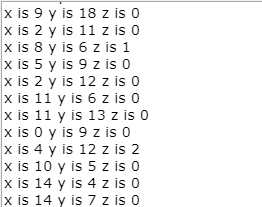 x is 9 y is 18 z is 0
x is 2 y is 11 z is 0
x is 8 y is 6 z is 1
x is 5 y is 9 z is 0
x is 2 y is 12 z is 0
x is 11 y is 6 z is 0
x is 11 y is 13 z is 0
x is 0 y is 9 z is 0
x is 4 y is 12 z is 2
x is 10 y is 5 z is 0
x is 14 y is 4 z is 0
x is 14 y is 7 z is 0